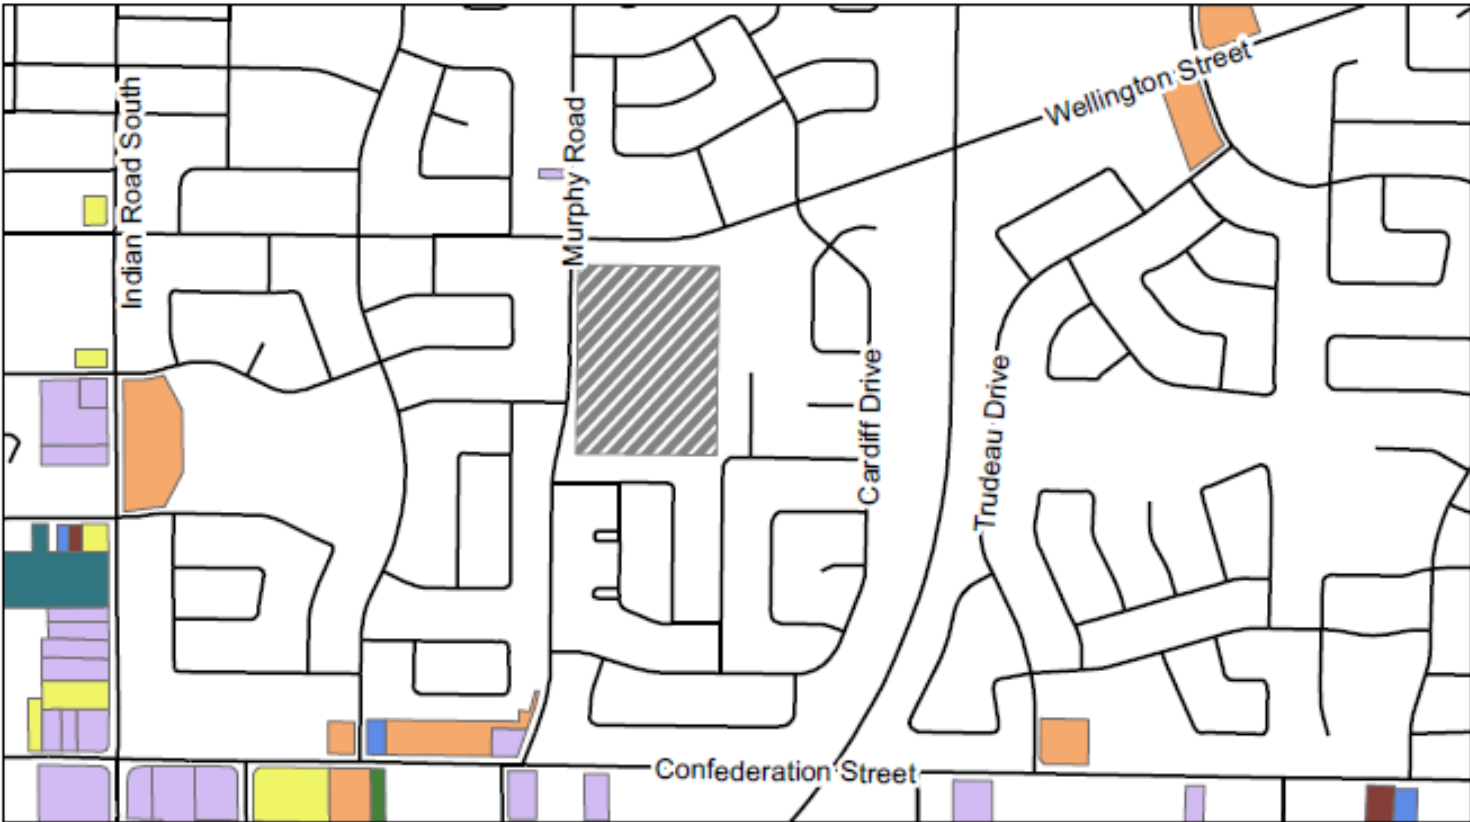 Wellington Street
Indian Road South
Murphy Road
Cardiff Drive
Trudeau Drive
Confederation Street